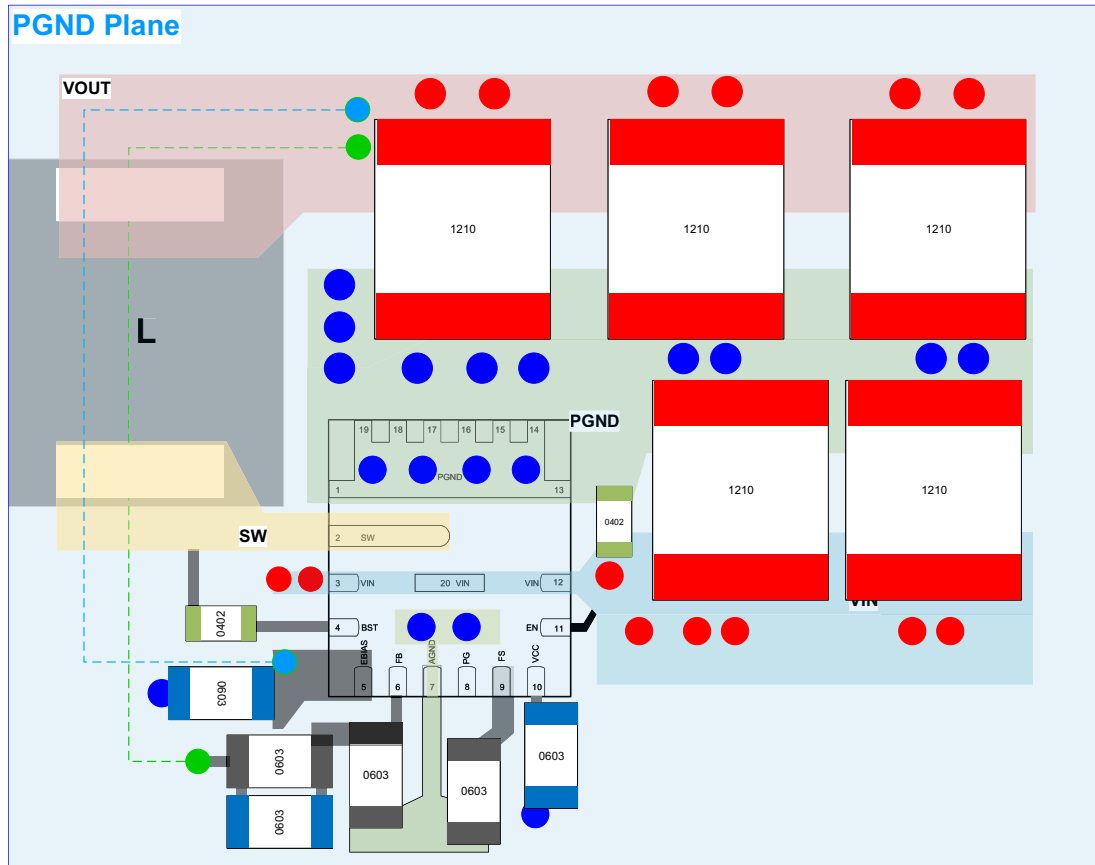 PGND Plane
VOUT
1210
1210
1210
L
PGND
19
18
17
16
15
14
PGND
1
13
1210
1210
0402
SW
2
SW
3
VIN
20 VIN
VIN
12
VIN
0402
4
BST
EN
11
EBIAS
FB
AGND
PG
FS
VCC
5
6
7
8
9
10
0603
0603
0603
0603
0603
0603